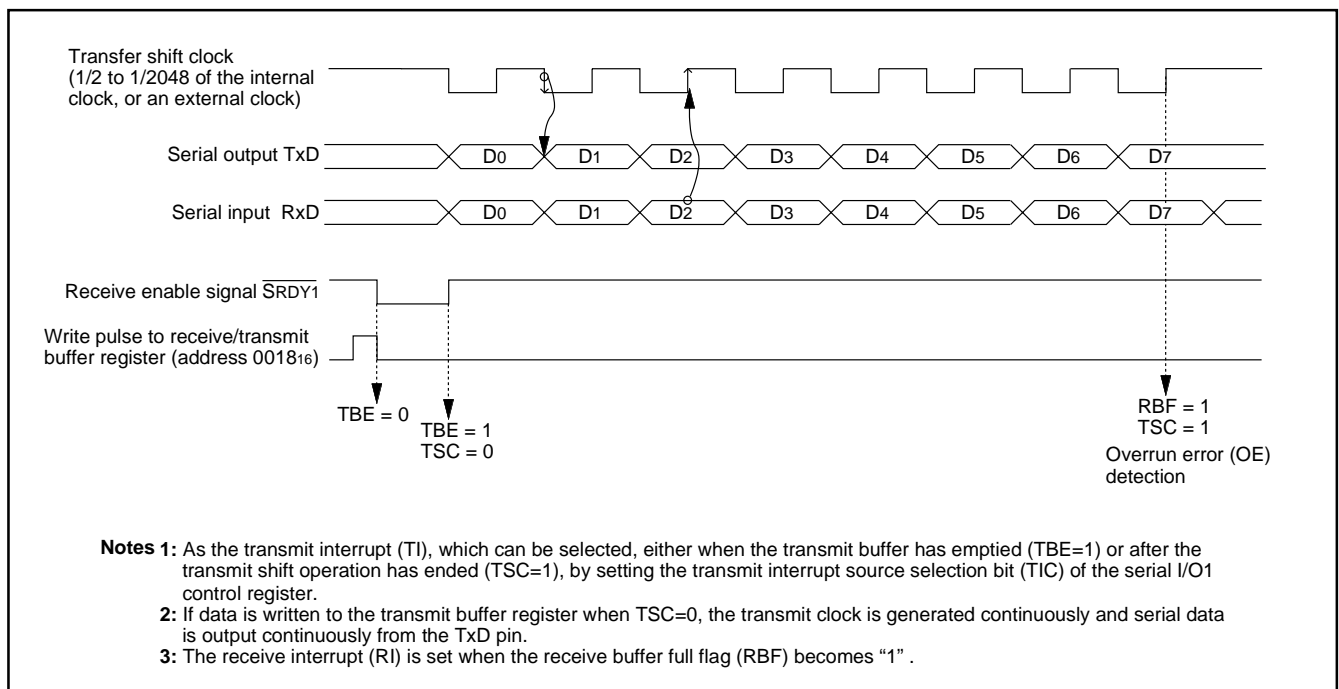 Transfer shift clock
(1/2 to 1/2048 of the internal
clock, or an external clock)
Serial output TxD
D0 D1 D2 D3 D4 D5 D6 D7
Serial input RxD
D0 D1 D2 D3 D4 D5 D6 D7
Receive enable signal S̅R̅D̅Y̅1̅
Write pulse to receive/transmit
buffer register (address 001816)
TBE = 0
TBE = 1
TSC = 0
RBF = 1
TSC = 1
Overrun error (OE)
detection
Notes 1: As the transmit interrupt (TI), which can be selected, either when the transmit buffer has emptied (TBE=1) or after the
transmit shift operation has ended (TSC=1), by setting the transmit interrupt source selection bit (TIC) of the serial I/O1
control register.
2: If data is written to the transmit buffer register when TSC=0, the transmit clock is generated continuously and serial data
is output continuously from the TxD pin.
3: The receive interrupt (RI) is set when the receive buffer full flag (RBF) becomes “1” .